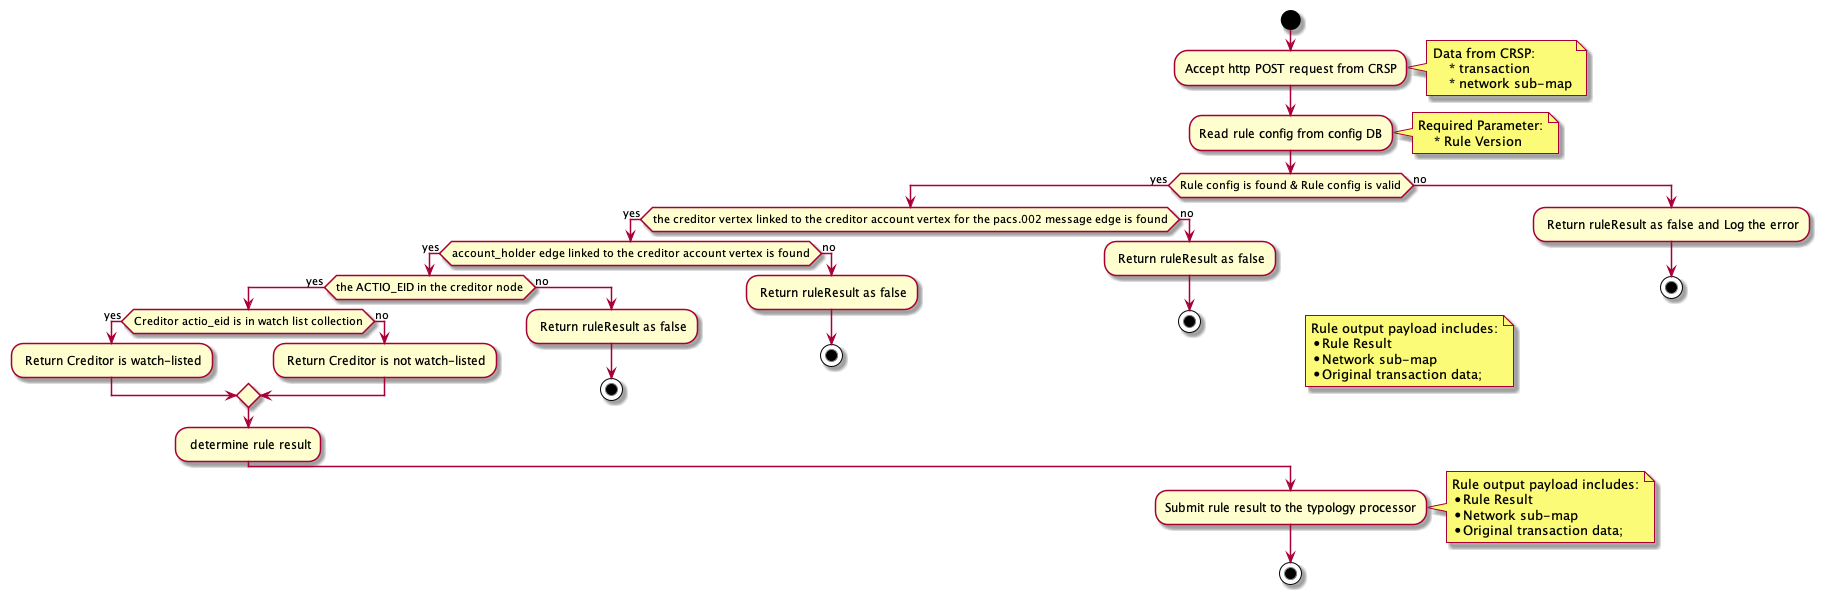 Accept http POST request from CRSP
Data from CRSP:
* transaction
* network sub-map
Read rule config from config DB
Required Parameter:
* Rule Version
yes
Rule config is found & Rule config is valid
no
yes
the creditor vertex linked to the creditor account vertex for the pacs.002 message edge is found
no
Return ruleResult as false and Log the error
yes
account_holder edge linked to the creditor account vertex is found
no
Return ruleResult as false
yes
the ACTIO_EID in the creditor node
no
Return ruleResult as false
yes
Creditor actio_eid is in watch list collection
no
Return ruleResult as false
Rule output payload includes:
•Rule Result
•Network sub-map
•Original transaction data;
Return Creditor is watch-listed
Return Creditor is not watch-listed
determine rule result
Submit rule result to the typology processor
Rule output payload includes:
•Rule Result
•Network sub-map
•Original transaction data;